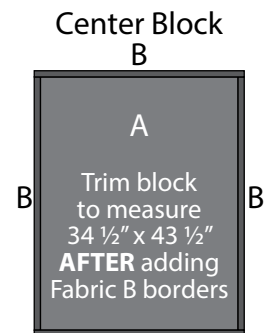 Center Block
B
A
B
B
Trim block
to measure
34 ½” x 43 ½”
AFTER adding
Fabric B borders